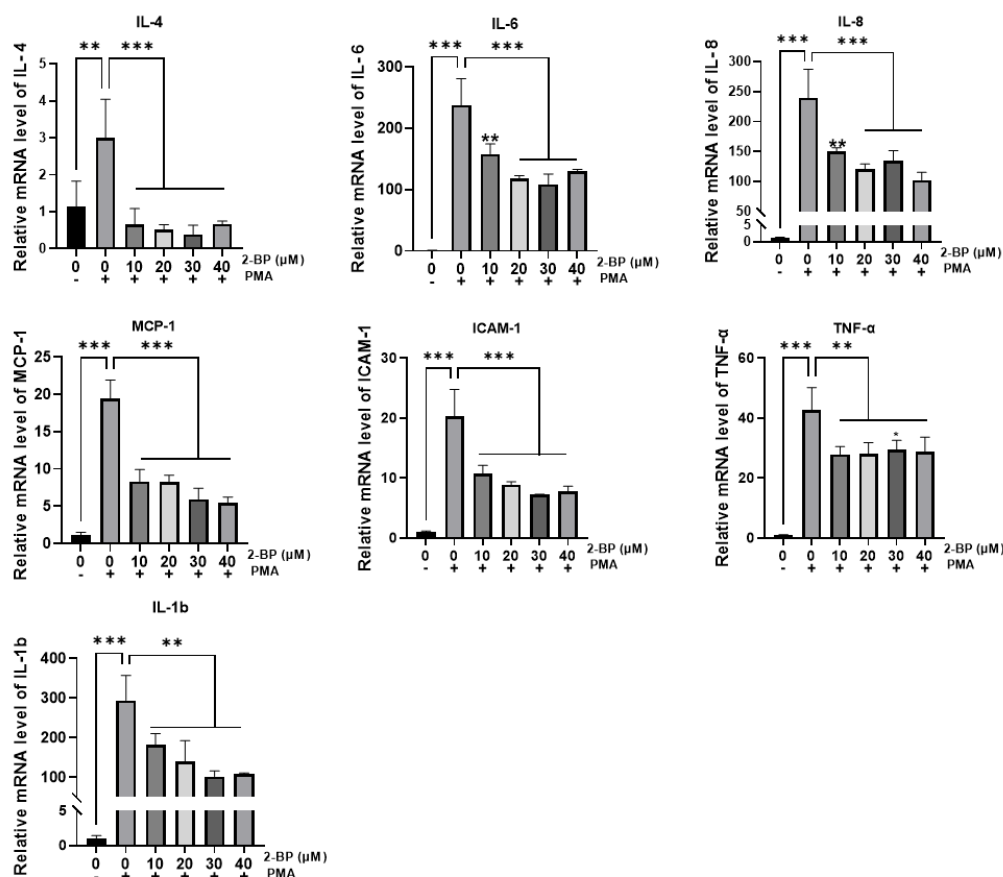 IL-4
** ***
Relative mRNA level of IL-4
5
4
3
2
1
0
0 0 10 20 30 40 2-BP (μM)
- + + + + + PMA
IL-6
*** ***
Relative mRNA level of IL-6
300
200
**
100
0
0 0 10 20 30 40 2-BP (μM)
- + + + + + PMA
IL-8
*** ***
Relative mRNA level of IL-8
300
250
200
150
**
100
50
5
0
0 0 10 20 30 40 2-BP (μM)
- + + + + + PMA
MCP-1
*** ***
Relative mRNA level of MCP-1
25
20
15
10
5
0
0 0 10 20 30 40 2-BP (μM)
- + + + + + PMA
ICAM-1
*** ***
Relative mRNA level of ICAM-1
30
20
10
0
0 0 10 20 30 40 2-BP (μM)
- + + + + + PMA
TNF-α
*** **
Relative mRNA level of TNF-α
60
40
*
20
0
0 0 10 20 30 40 2-BP (μM)
- + + + + + PMA
IL-1b
*** **
Relative mRNA level of IL-1b
400
300
200
100
5
0
0 0 10 20 30 40 2-BP (μM)
- + + + + + PMA